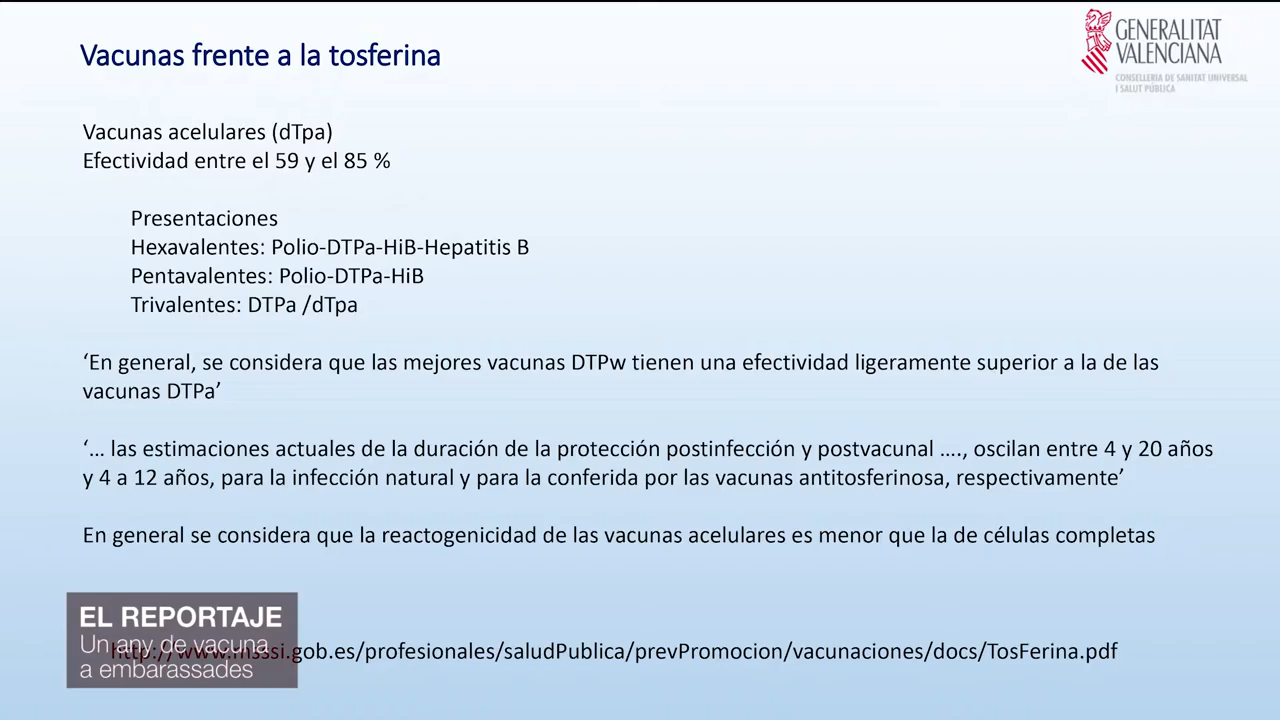 Vacunas frente a la tosferina
GENERALITAT
VALENCIANA
CONSELLERIA DE SANITAT UNIVERSAL
I SALUT PÚBLICA
Vacunas acelulares (dTpa)
Efectividad entre el 59 y el 85 %
Presentaciones
Hexavalentes: Polio-DTPa-HiB-Hepatitis B
Pentavalentes: Polio-DTPa-HiB
Trivalentes: DTPa /dTpa
‘En general, se considera que las mejores vacunas DTPw tienen una efectividad ligeramente superior a la de las
vacunas DTPa’
‘... las estimaciones actuales de la duración de la protección postinfección y postvacunal ...., oscilan entre 4 y 20 años
y 4 a 12 años, para la infección natural y para la conferida por las vacunas antitosferinosa, respectivamente’
En general se considera que la reactogenicidad de las vacunas acelulares es menor que la de células completas
EL REPORTAJE
Un any de vacuna
a embarassades
http://www.msssi.gob.es/profesionales/saludPublica/prevPromocion/vacunaciones/docs/TosFerina.pdf